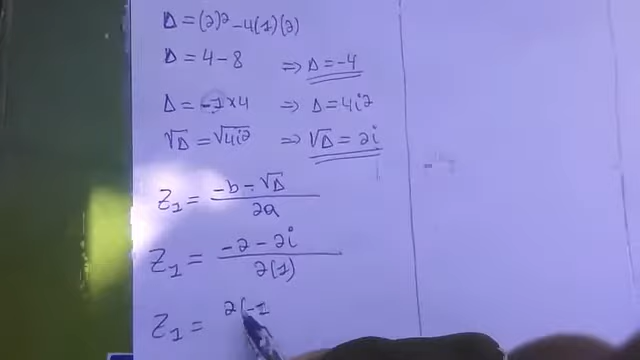 Δ = (2)² - 4(1)(2)
Δ = 4 - 8 ⇒ Δ = -4
Δ = -1×4 ⇒ Δ = 4i²
√Δ = √4i² ⇒ √Δ = 2i
Z₁ = (-b - √Δ) / 2a
Z₁ = (-2 - 2i) / 2(1)
Z₁ = 2(-1